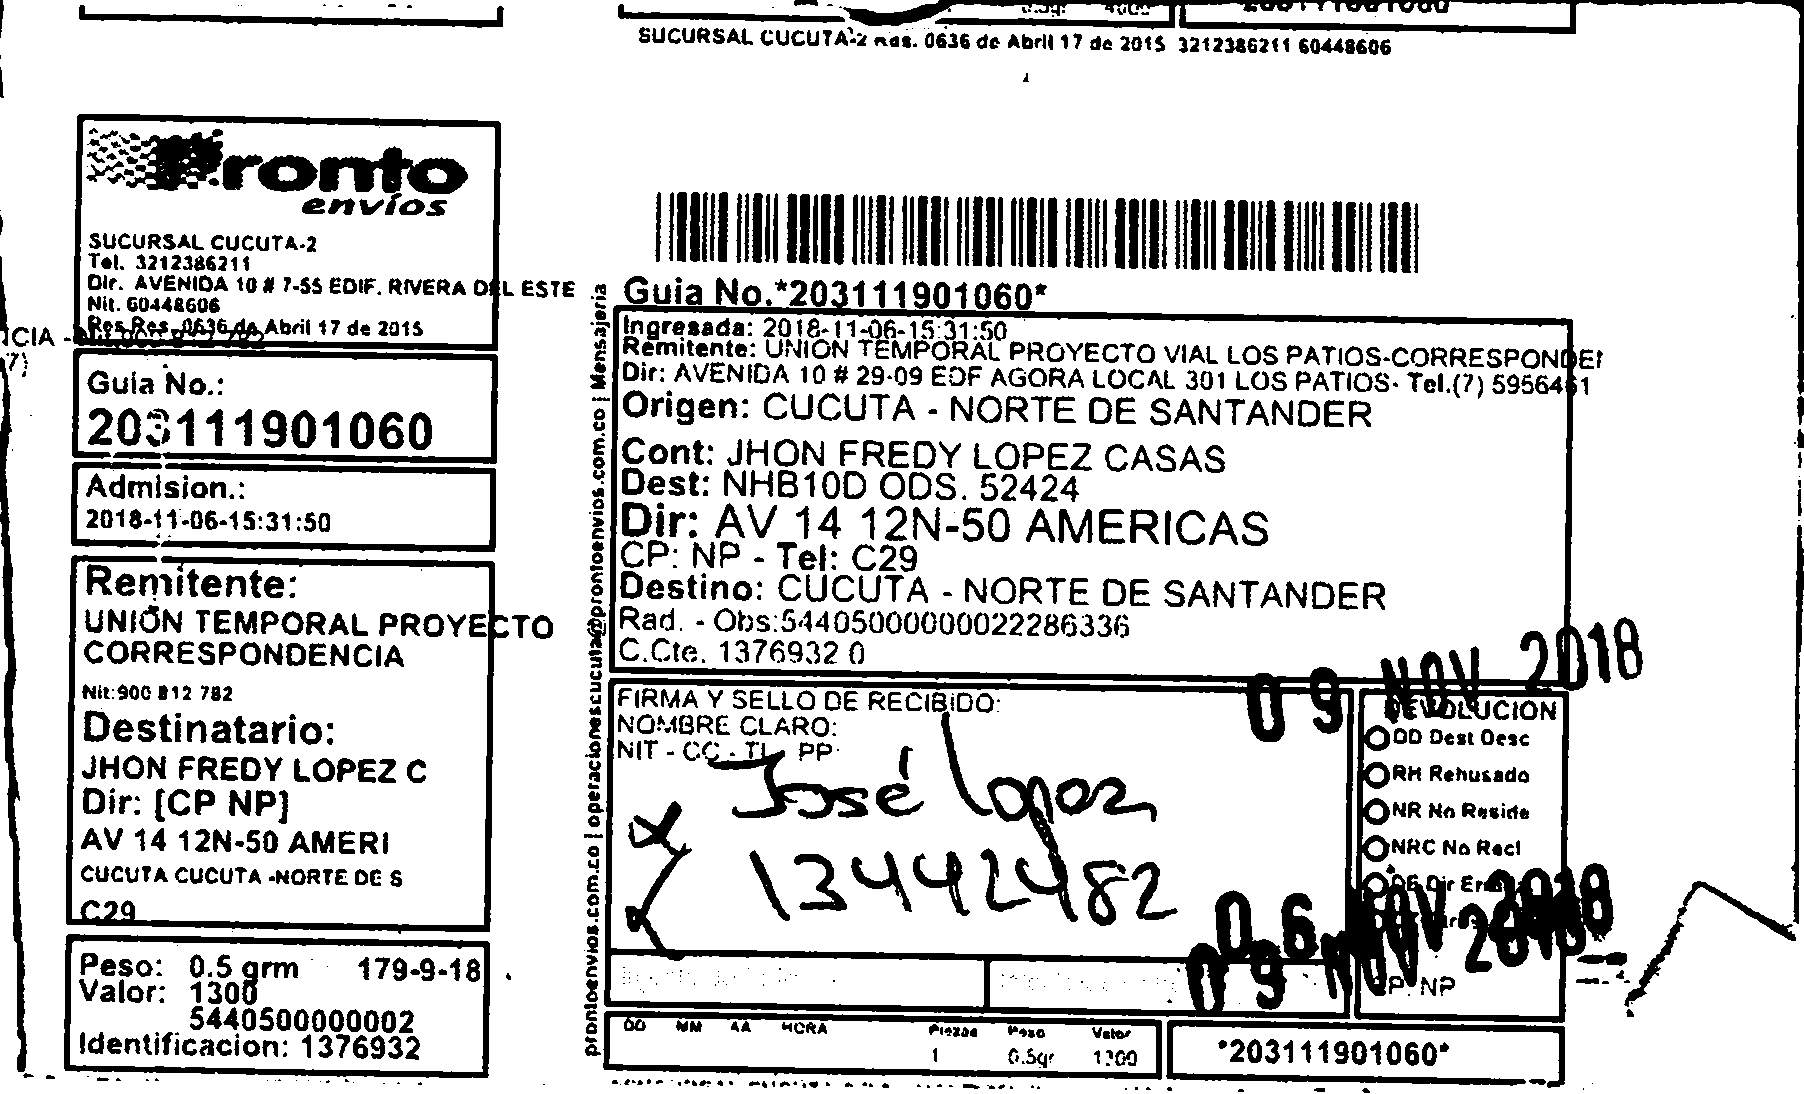 SUCURSAL CUCUTA-2 Res. 0636 de Abril 17 de 2015 3212386211 60448606
Pronto
envíos
SUCURSAL CUCUTA-2
Tel. 3212386211
Dir. AVENIDA 10 # 7-55 EDIF. RIVERA DEL ESTE
Nit. 60448606
Res.Res. 0636 de Abril 17 de 2015
Guia No.:
203111901060
Admision.:
2018-11-06-15:31:50
Remitente:
UNIÓN TEMPORAL PROYECTO
CORRESPONDENCIA
Nit:900 812 782
Destinatario:
JHON FREDY LOPEZ C
Dir: [CP NP]
AV 14 12N-50 AMERI
CUCUTA CUCUTA -NORTE DE S
C29
Peso: 0.5 grm 179-9-18
Valor: 1300
5440500000002
Identificacion: 1376932
prontoenvios.com.co | operacionescucuta@prontoenvios.com.co | Mensajeria
Guia No.*203111901060*
Ingresada: 2018-11-06-15:31:50
Remitente: UNION TEMPORAL PROYECTO VIAL LOS PATIOS-CORRESPONDE
Dir: AVENIDA 10 # 29-09 EDF AGORA LOCAL 301 LOS PATIOS- Tel.(7) 5956461
Origen: CUCUTA - NORTE DE SANTANDER
Cont: JHON FREDY LOPEZ CASAS
Dest: NHB10D ODS. 52424
Dir: AV 14 12N-50 AMERICAS
CP: NP - Tel: C29
Destino: CUCUTA - NORTE DE SANTANDER
Rad. - Obs:54405000000022286336
C.Cte. 1376932 0
09 NOV 2018
FIRMA Y SELLO DE RECIBIDO:
NOMBRE CLARO:
NIT - CC - TI - PP:
José Lopez
13442482
DEVOLUCION
DD Dest Desc
RH Rehusado
NR No Reside
NRC No Recl
DE Dir
06 NOV 2018
09 NOV 2018
NP
DD MM AA HORA Piezas Peso Valor
1 0.5gr 1300
*203111901060*